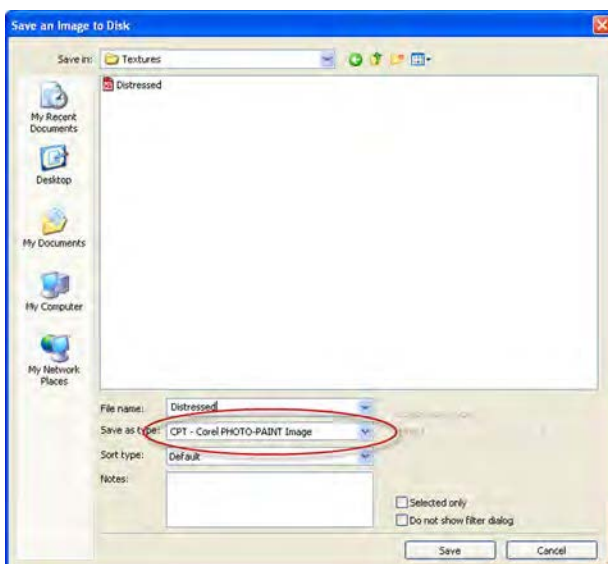 Save an Image to Disk
Save in: Textures
Distressed
My Recent
Documents
Desktop
My Documents
My Computer
My Network
Places
File name: Distressed
Save as type: CPT - Corel PHOTO-PAINT Image
Sort type: Default
Notes:
Selected only
Do not show filter dialog
Save Cancel